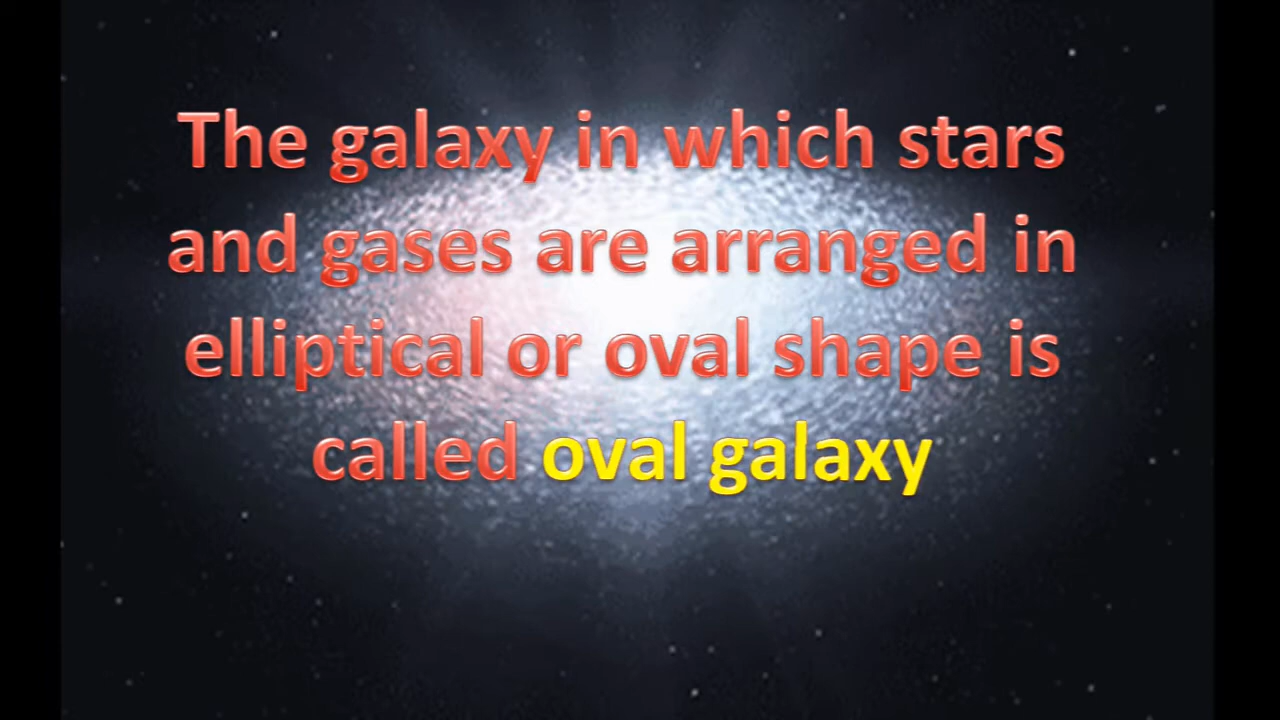 The galaxy in which stars
and gases are arranged in
elliptical or oval shape is
called oval galaxy